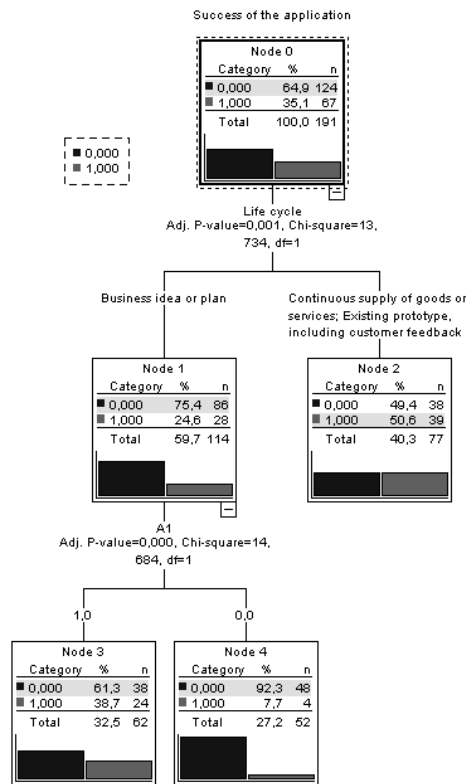 Success of the application
Node 0
Category % n
0,000 64,9 124
1,000 35,1 67
Total 100,0 191
0,000
1,000
Life cycle
Adj. P-value=0,001, Chi-square=13,
734, df=1
Business idea or plan
Continuous supply of goods or
services; Existing prototype,
including customer feedback
Node 1
Category % n
0,000 75,4 86
1,000 24,6 28
Total 59,7 114
Node 2
Category % n
0,000 49,4 38
1,000 50,6 39
Total 40,3 77
A1
Adj. P-value=0,000, Chi-square=14,
684, df=1
1,0
0,0
Node 3
Category % n
0,000 61,3 38
1,000 38,7 24
Total 32,5 62
Node 4
Category % n
0,000 92,3 48
1,000 7,7 4
Total 27,2 52